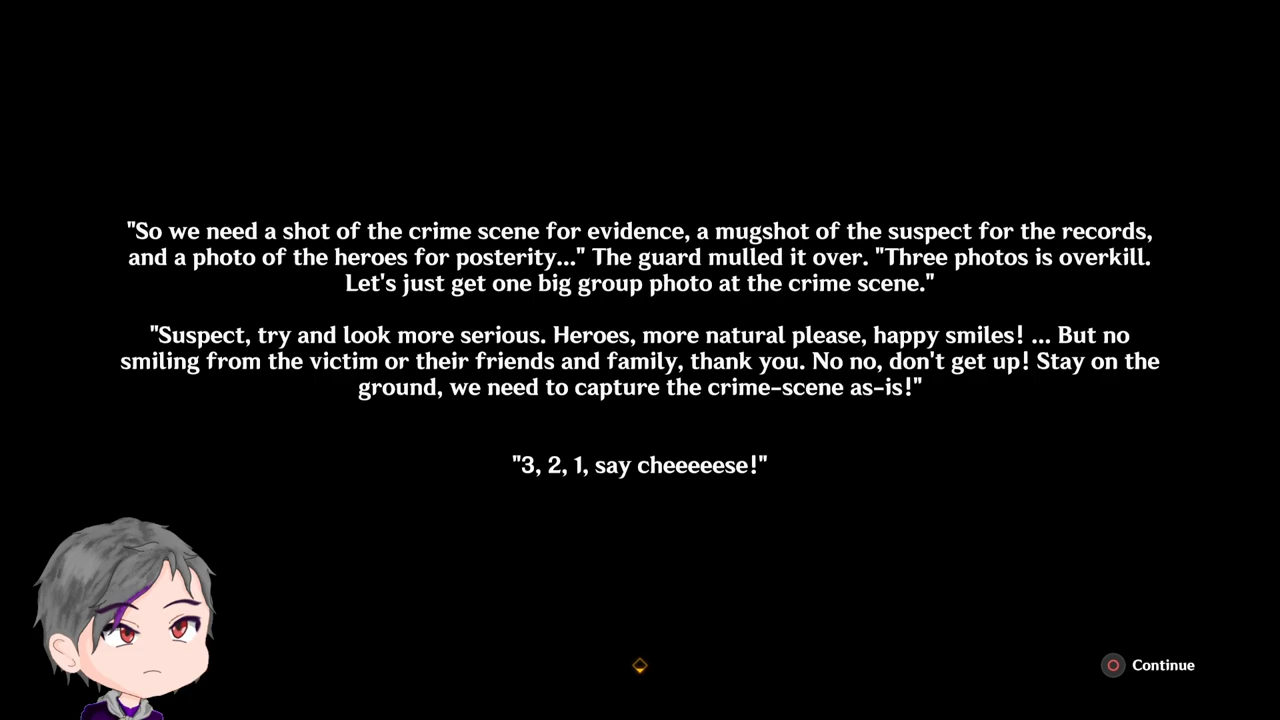 "So we need a shot of the crime scene for evidence, a mugshot of the suspect for the records,
and a photo of the heroes for posterity..." The guard mulled it over. "Three photos is overkill.
Let's just get one big group photo at the crime scene."
"Suspect, try and look more serious. Heroes, more natural please, happy smiles! ... But no
smiling from the victim or their friends and family, thank you. No no, don't get up! Stay on the
ground, we need to capture the crime-scene as-is!"
"3, 2, 1, say cheeeeese!"
Continue